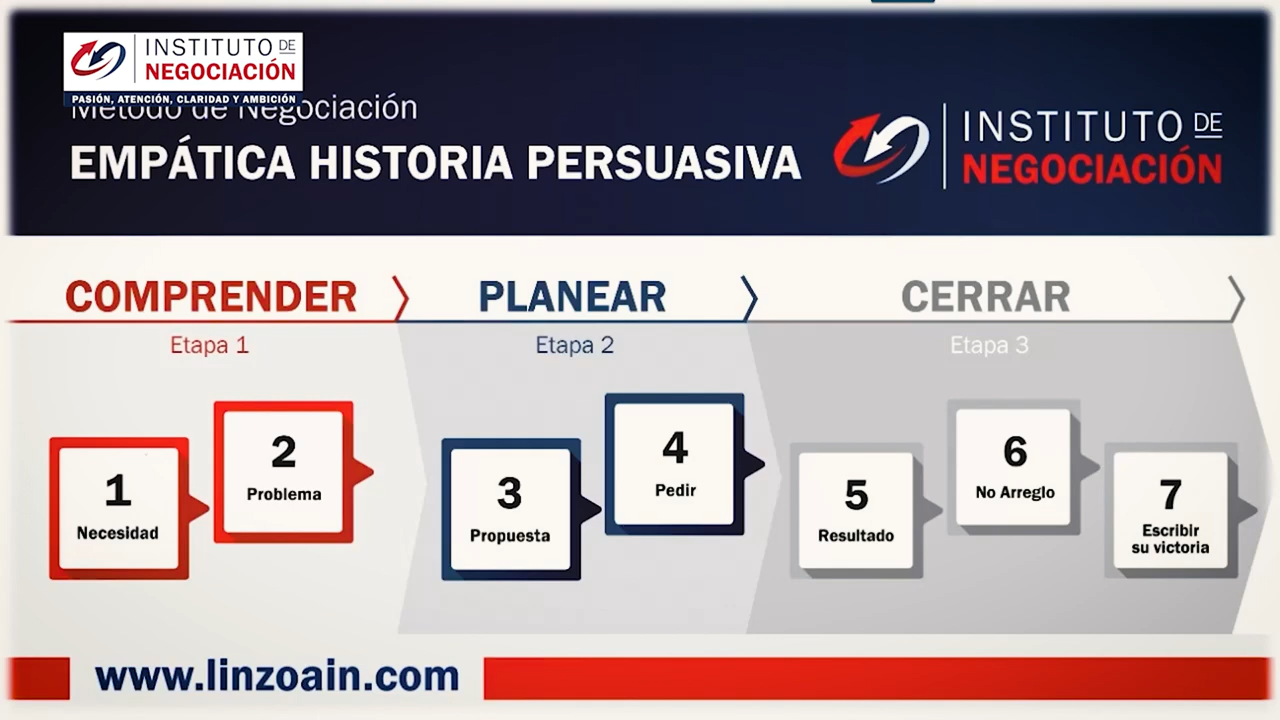 INSTITUTO DE
NEGOCIACIÓN
PASIÓN, ATENCIÓN, CLARIDAD Y AMBICIÓN
Método de Negociación
EMPÁTICA HISTORIA PERSUASIVA
INSTITUTO DE
NEGOCIACIÓN
COMPRENDER
PLANEAR
CERRAR
Etapa 1
Etapa 2
Etapa 3
1
Necesidad
2
Problema
3
Propuesta
4
Pedir
5
Resultado
6
No Arreglo
7
Escribir
su victoria
www.linzoain.com